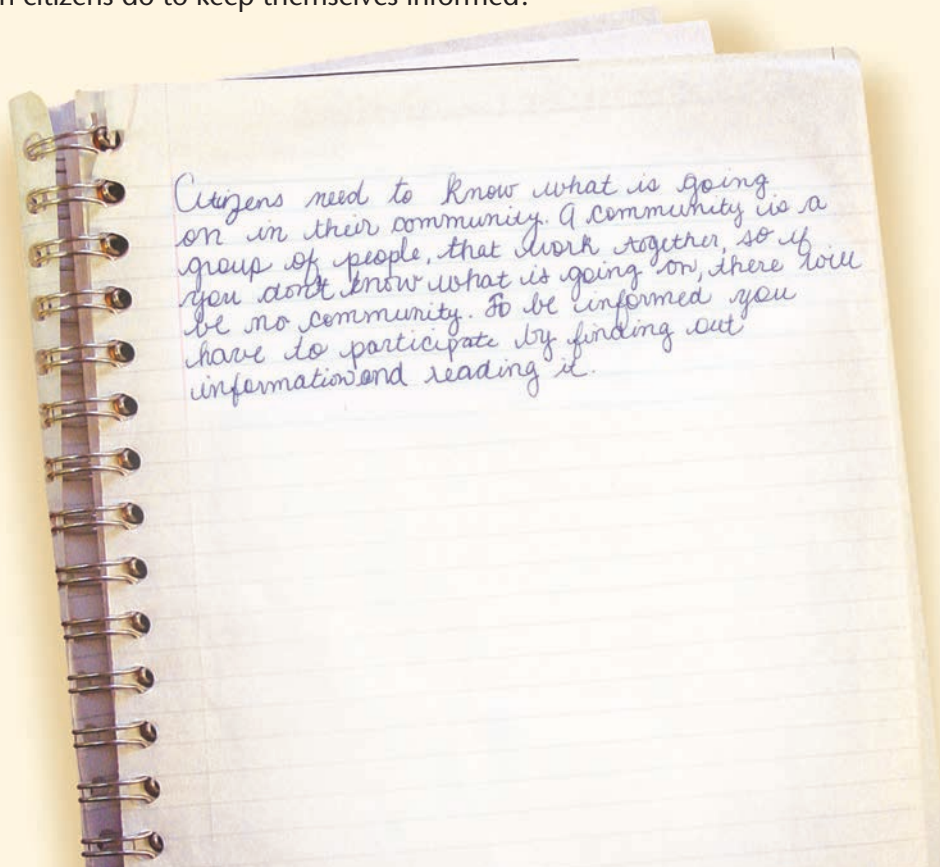 n citizens do to keep themselves informed?
Citizens need to know what is going
on in their community. A community is a
group of people, that work together, so if
you don't know what is going on, there will
be no community. To be informed you
have to participate by finding out
information and reading it.